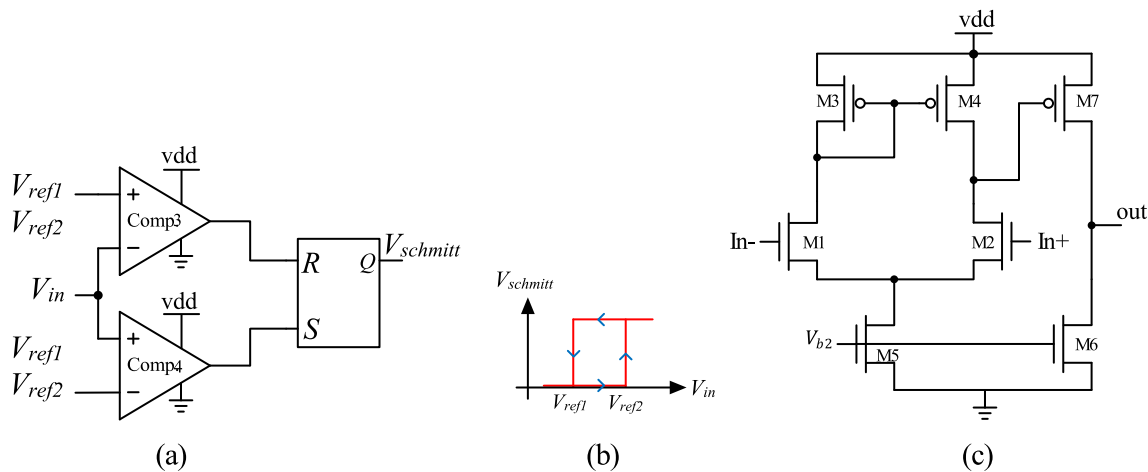 vdd
Vref1
+
Comp3
Vref2
−
Vin
R
Q
Vschmitt
S
vdd
Vref1
+
Comp4
Vref2
−
(a)
Vschmitt
Vin
Vref1
Vref2
(b)
vdd
M3
M4
M7
In-
M1
M2
In+
out
Vb2
M5
M6
(c)